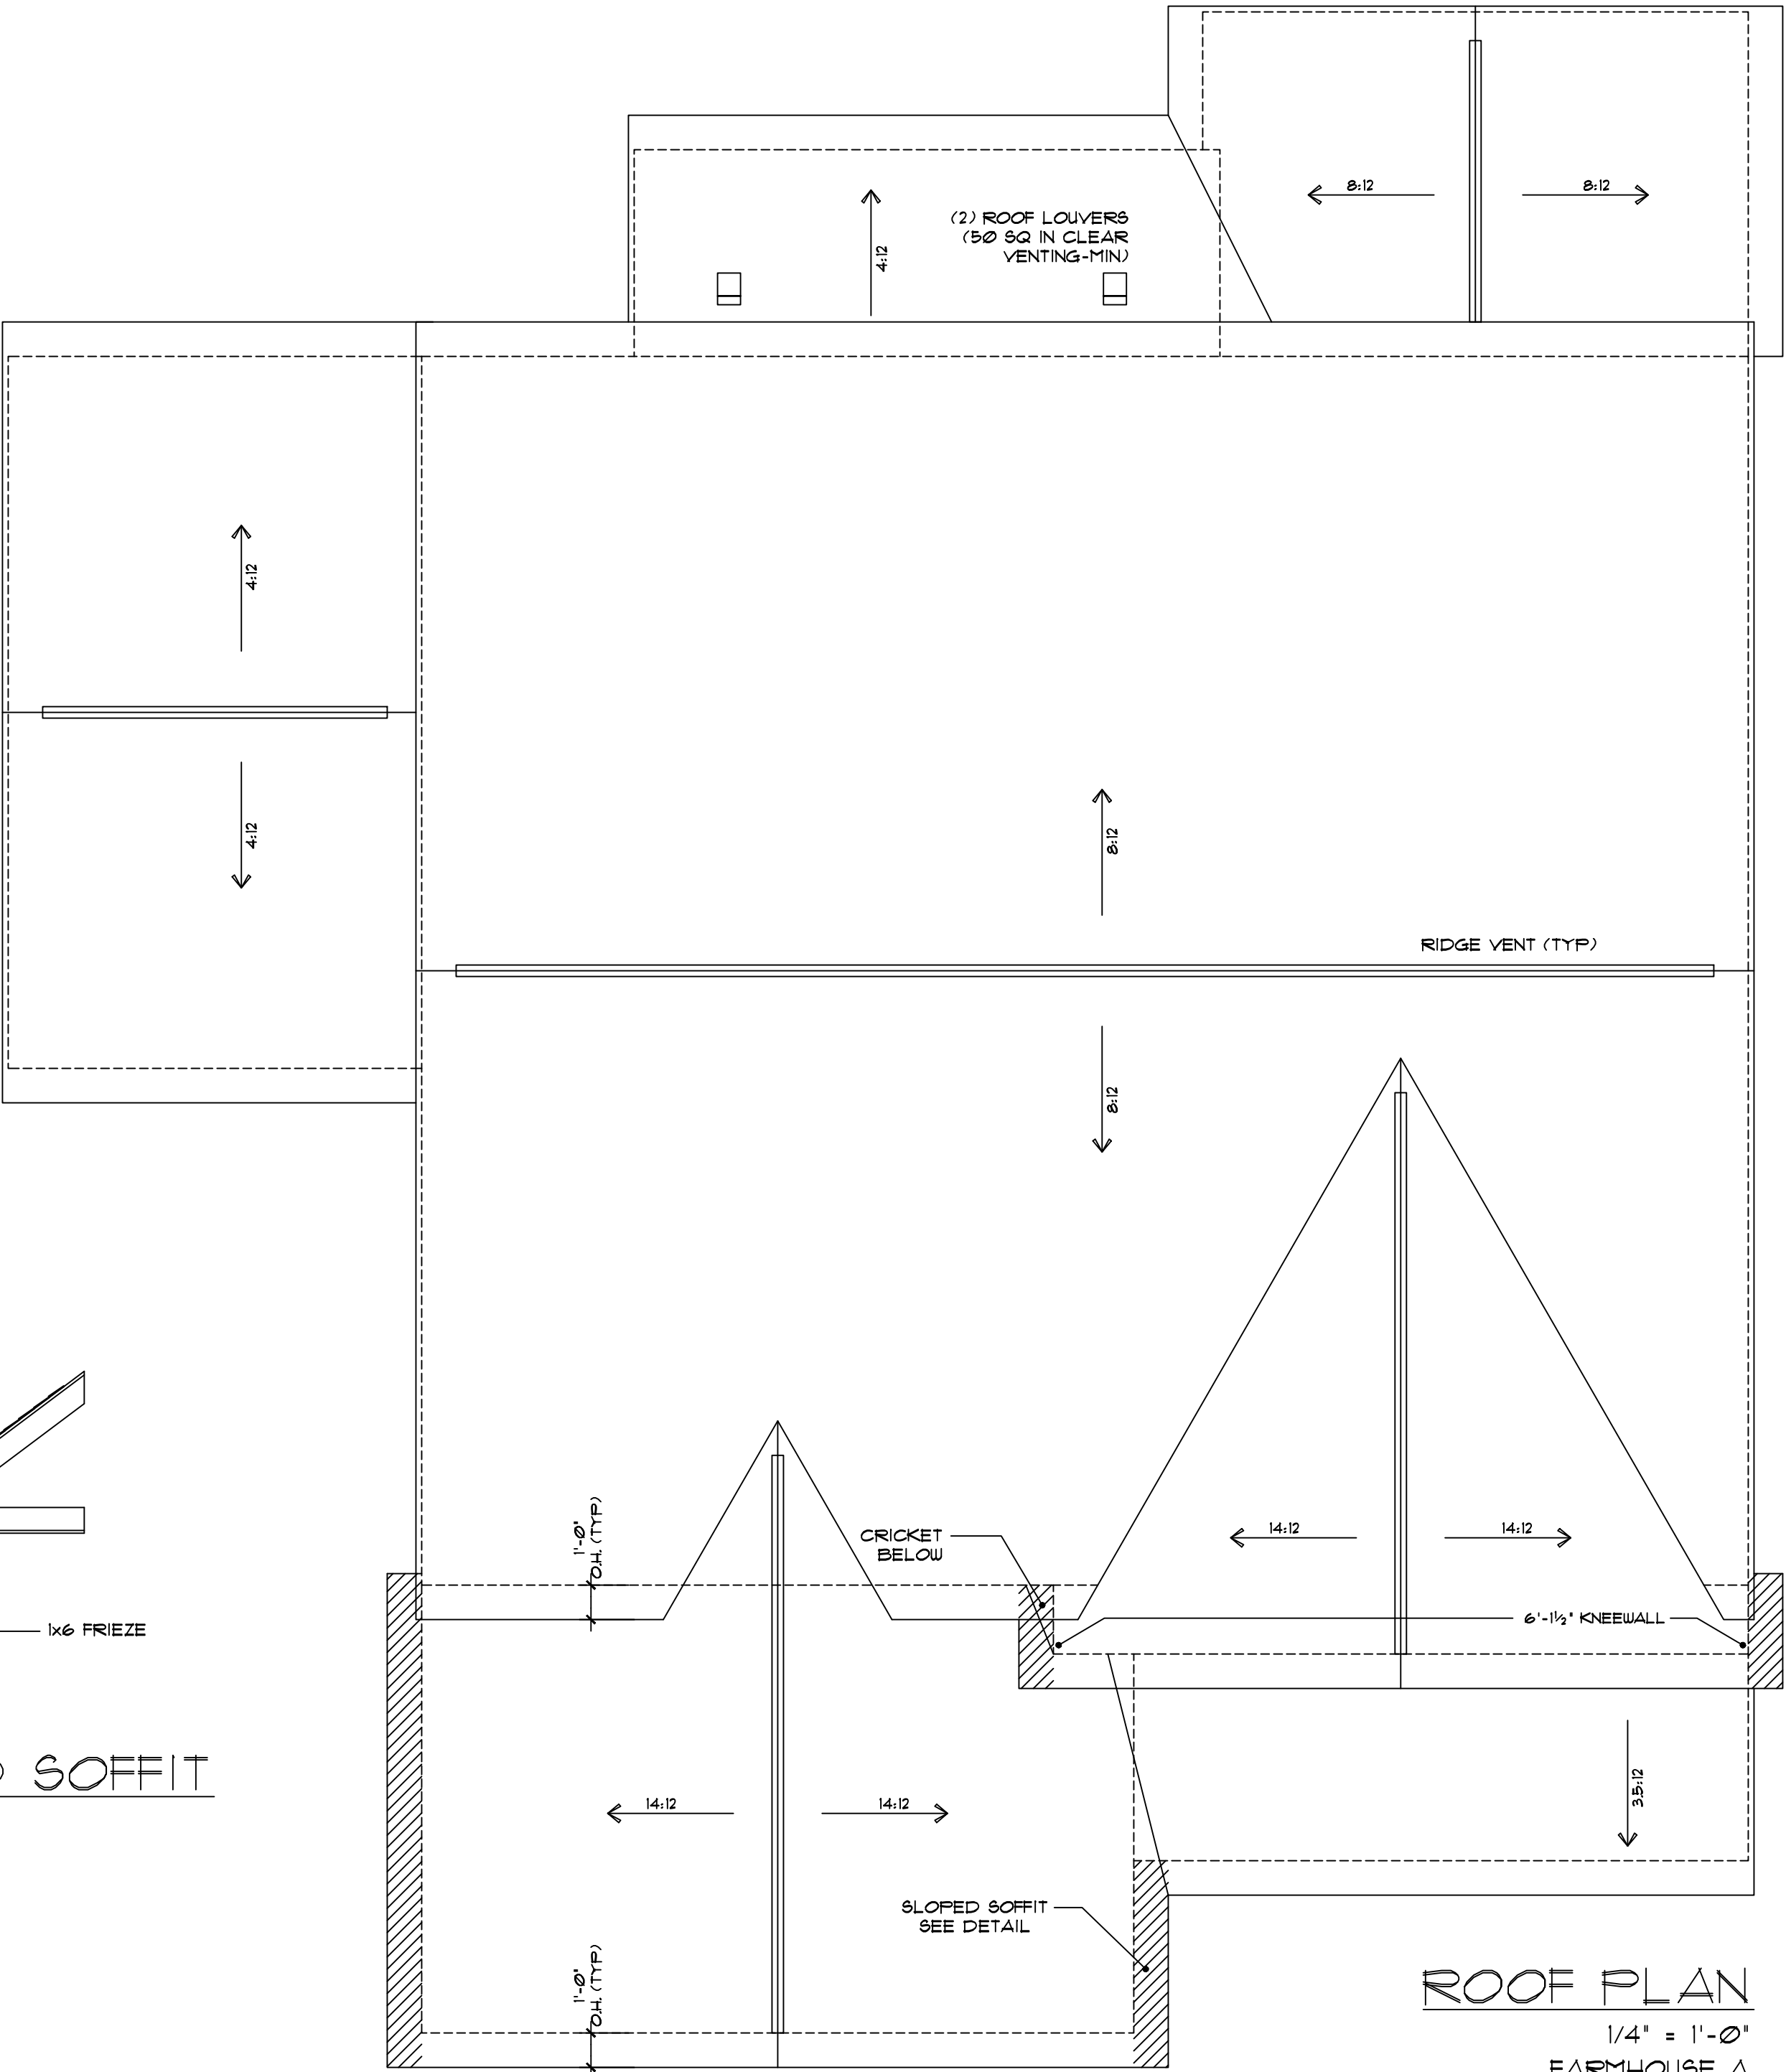 8:12
8:12
(2) ROOF LOUVERS
(50 SQ IN CLEAR
VENTING-MIN)
4:12
4:12
4:12
8:12
RIDGE VENT (TYP)
8:12
1'-0"
O.H. (TYP)
CRICKET
BELOW
14:12
14:12
6'-1½" KNEEWALL
1x6 FRIEZE
SOFFIT
3.5:12
14:12
14:12
SLOPED SOFFIT
SEE DETAIL
1'-0"
O.H. (TYP)
ROOF PLAN
1/4" = 1'-0"
FARMHOUSE A